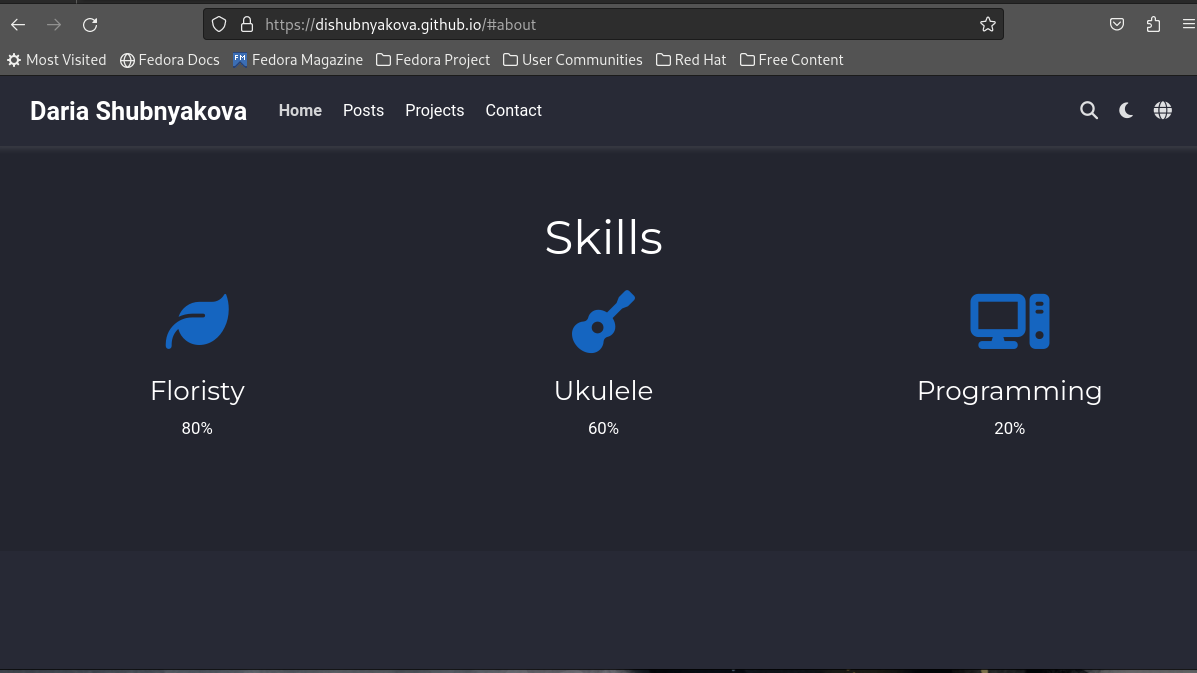 https://dishubnyakova.github.io/#about
Most Visited Fedora Docs FM Fedora Magazine Fedora Project User Communities Red Hat Free Content
Daria Shubnyakova Home Posts Projects Contact
Skills
Floristy Ukulele Programming
80% 60% 20%